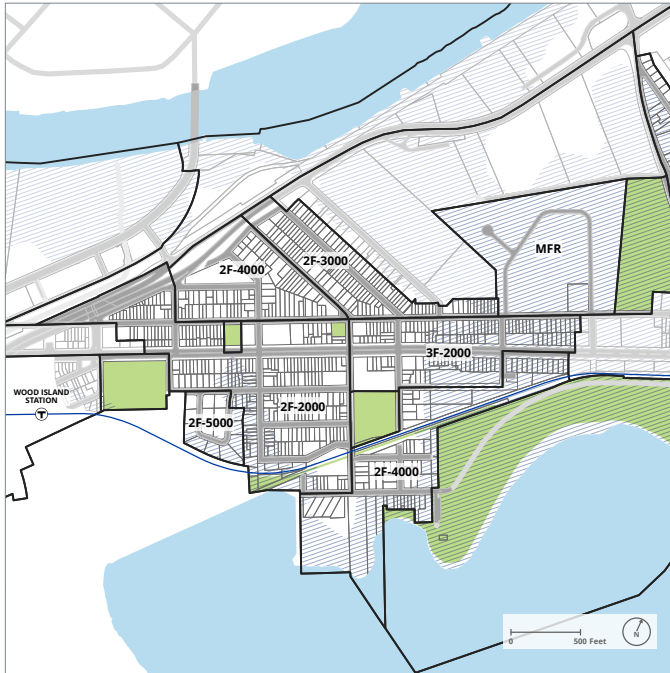 MFR
2F-3000
2F-4000
3F-2000
WOOD ISLAND
STATION
T
2F-2000
2F-5000
2F-4000
N
0 500 Feet